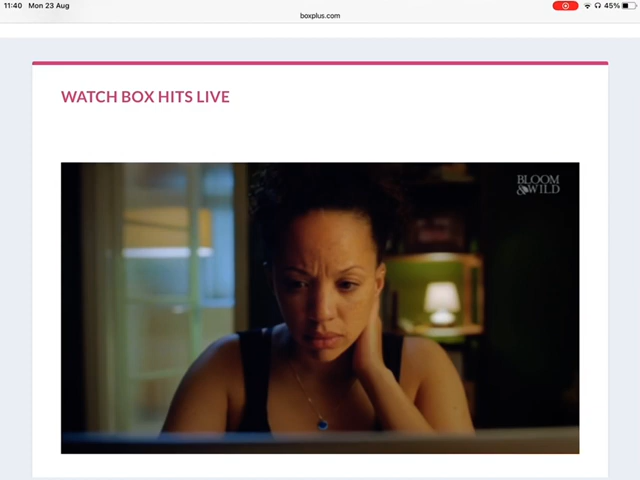 11:40 Mon 23 Aug
45%
boxplus.com
WATCH BOX HITS LIVE
BLOOM
&WILD